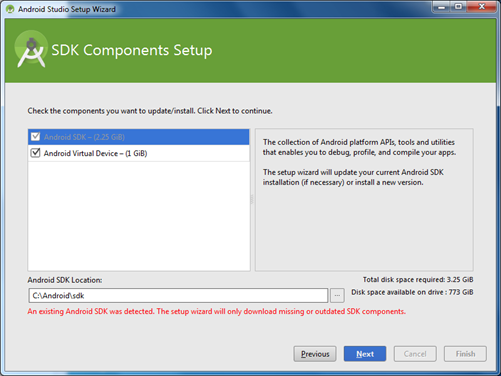 Android Studio Setup Wizard
SDK Components Setup
Check the components you want to update/install. Click Next to continue.
Android SDK – (2.25 GiB)
Android Virtual Device – (1 GiB)
The collection of Android platform APIs, tools and utilities
that enables you to debug, profile, and compile your apps.
The setup wizard will update your current Android SDK
installation (if necessary) or install a new version.
Android SDK Location:
C:\Android\sdk
...
Total disk space required: 3.25 GiB
Disk space available on drive : 773 GiB
An existing Android SDK was detected. The setup wizard will only download missing or outdated SDK components.
Previous
Next
Cancel
Finish